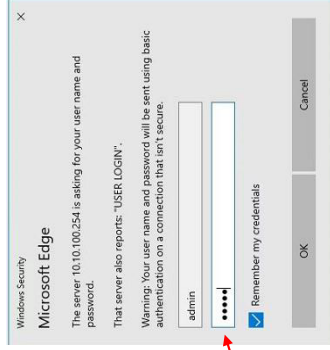 Windows Security
Microsoft Edge
The server 10.10.100.254 is asking for your user name and
password.
That server also reports: "USER LOGIN".
Warning: Your user name and password will be sent using basic
authentication on a connection that isn't secure.
admin
•••••
Remember my credentials
OK Cancel